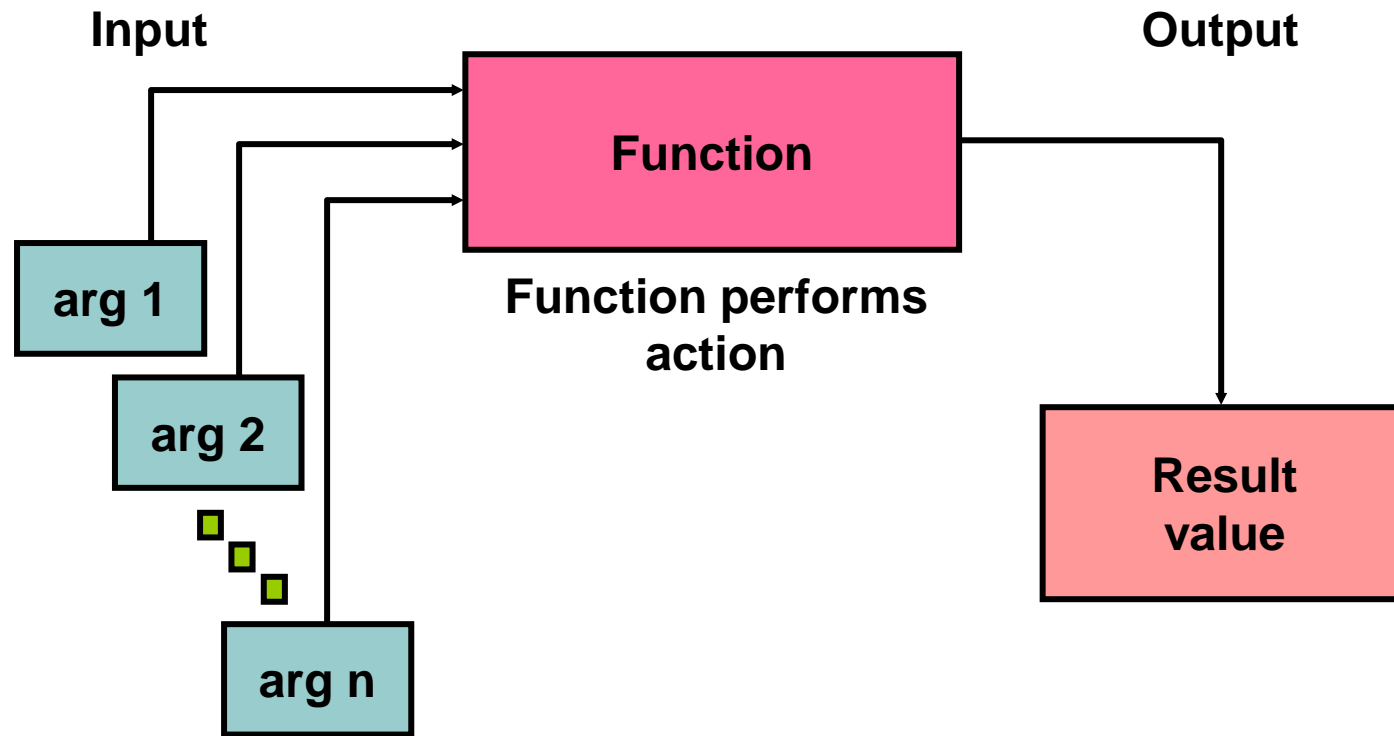 Input
Output
Function
arg 1
Function performs
action
arg 2
Result
value
arg n